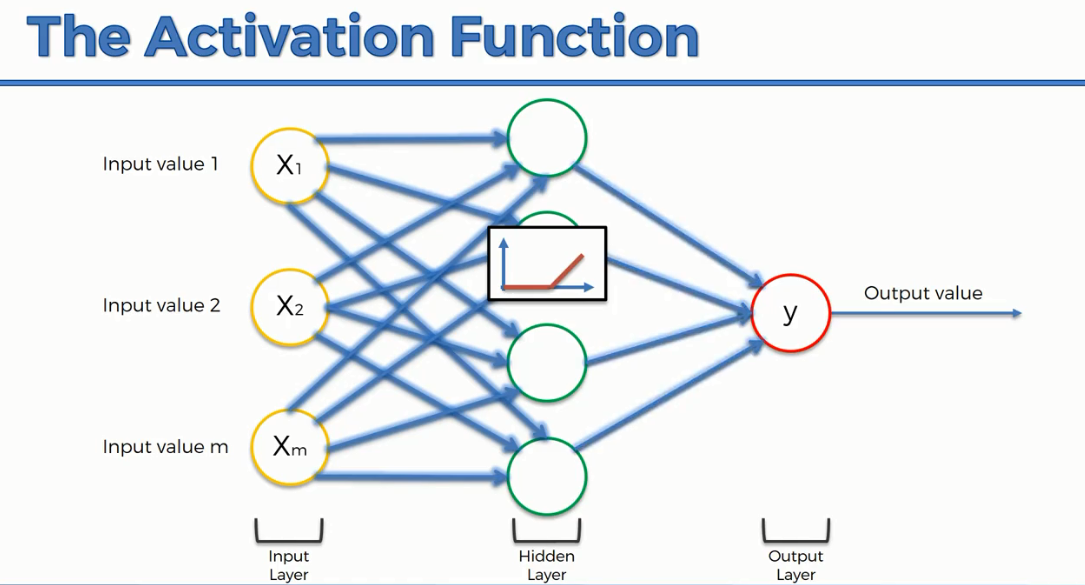 The Activation Function
Input value 1
X1
Input value 2
X2
y
Output value
Input value m
Xm
Input
Layer
Hidden
Layer
Output
Layer